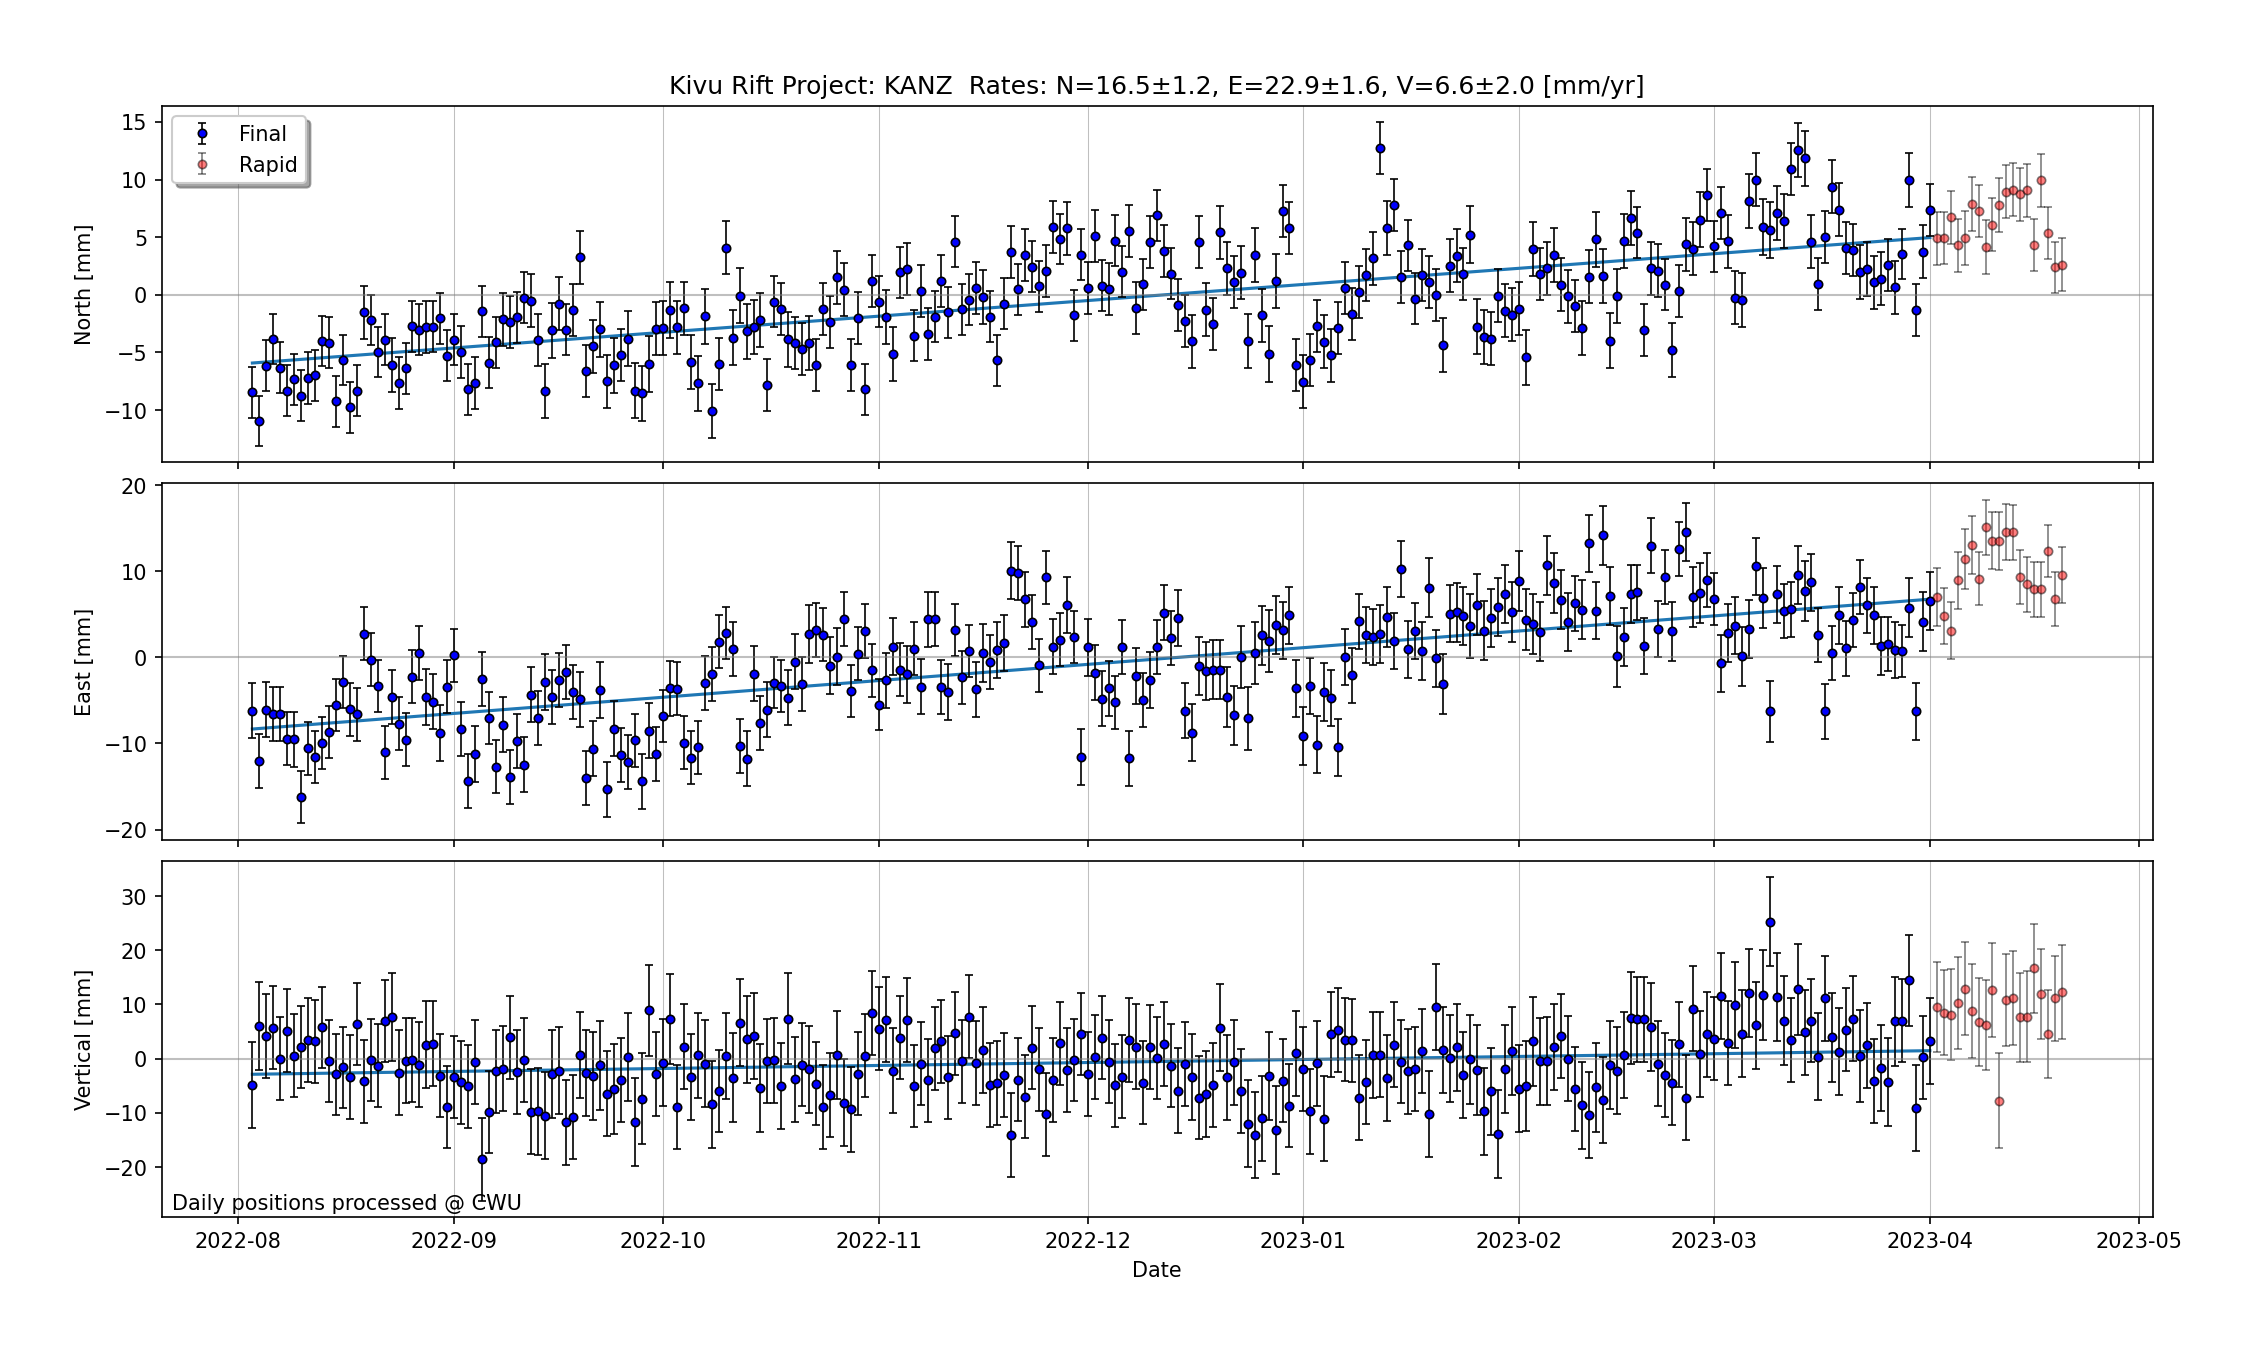 Kivu Rift Project: KANZ  Rates: N=16.5±1.2, E=22.9±1.6, V=6.6±2.0 [mm/yr]
Final
Rapid
North [mm]
15
10
5
0
−5
−10
East [mm]
20
10
0
−10
−20
Vertical [mm]
30
20
10
0
−10
−20
Daily positions processed @ CWU
2022-08 2022-09 2022-10 2022-11 2022-12 2023-01 2023-02 2023-03 2023-04 2023-05
Date